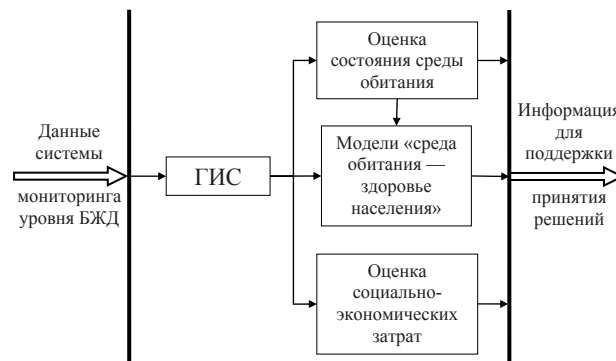 Данные
системы
мониторинга
уровня БЖД
ГИС
Оценка
состояния среды
обитания
Модели «среда
обитания —
здоровье
населения»
Оценка
социально-
экономических
затрат
Информация
для
поддержки
принятия
решений